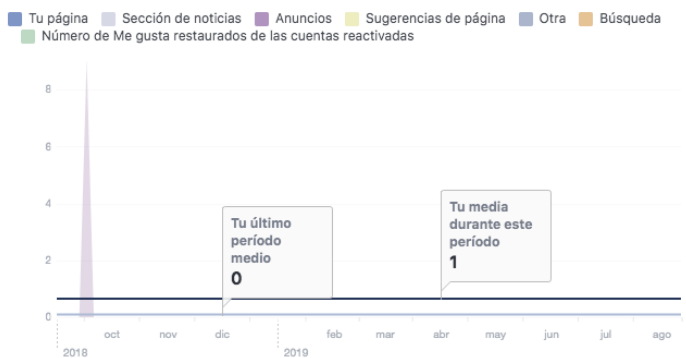 Tu página Sección de noticias Anuncios Sugerencias de página Otra Búsqueda
Número de Me gusta restaurados de las cuentas reactivadas
8
6
4
2
0
Tu último
período
medio
0
Tu media
durante este
período
1
oct nov dic feb mar abr may jun jul ago
2018 2019